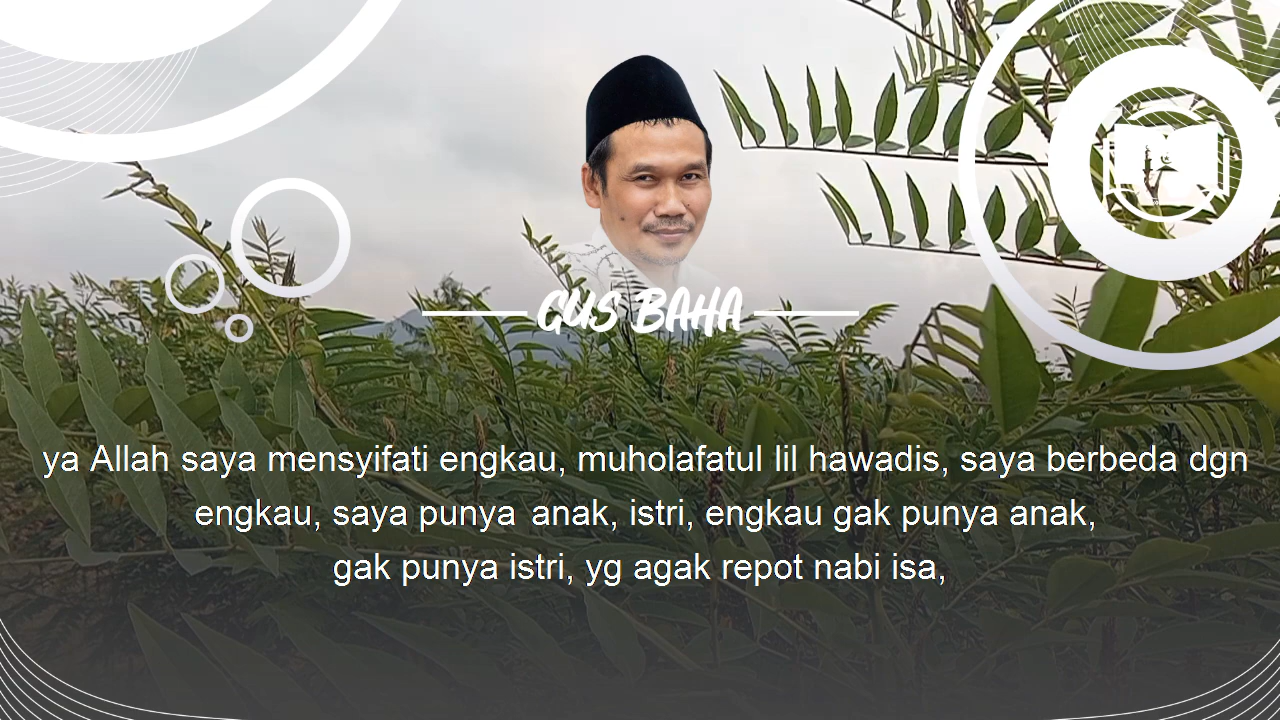 GUS BAHA
ya Allah saya mensyifati engkau, muholafatul lil hawadis, saya berbeda dgn
engkau, saya punya anak, istri, engkau gak punya anak,
gak punya istri, yg agak repot nabi isa,